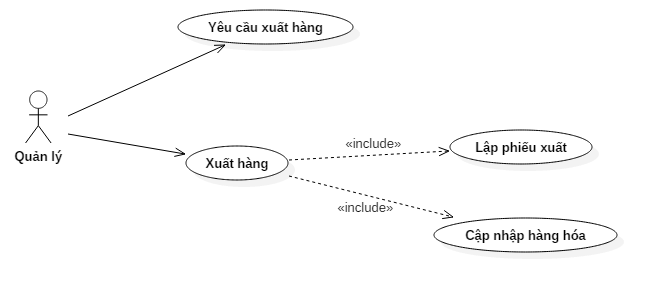 Yêu cầu xuất hàng
Quản lý
Xuất hàng
«include»
Lập phiếu xuất
«include»
Cập nhập hàng hóa